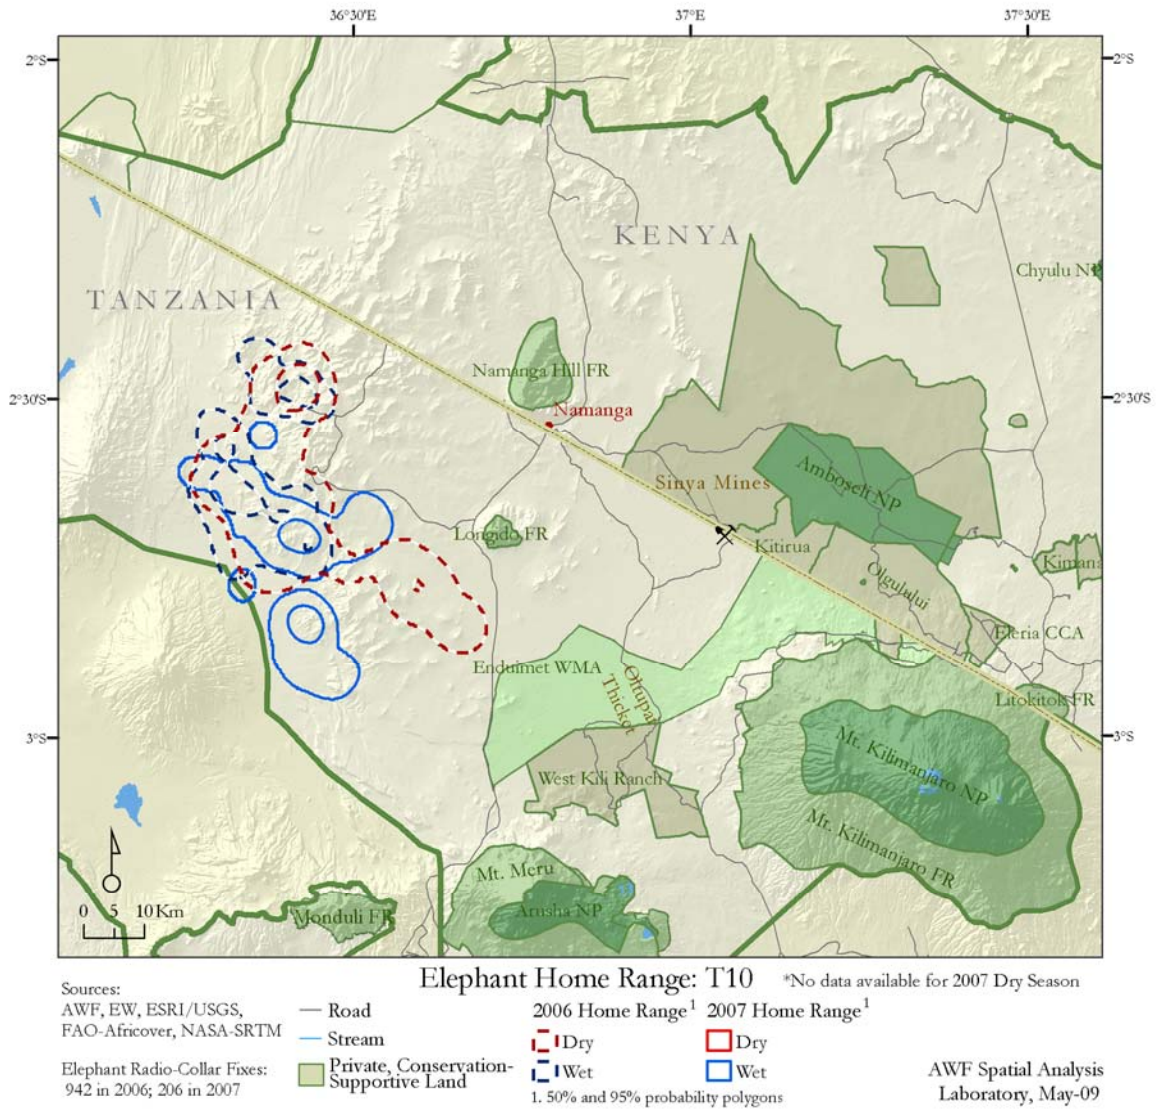 36°30'E 37°E 37°30'E
2°S 2°S
KENYA
Chyulu NP
TANZANIA
Namanga Hill FR
2°30'S 2°30'S
Namanga
Sinya Mines
Amboseli NP
Longido FR
Kitirua
Kimana
Olgulului
Eleria CCA
Enduimet WMA
Oltupai
Thicket
Litokitok FR
3°S 3°S
Mt. Kilimanjaro NP
West Kili Ranch
Mt. Kilimanjaro FR
Mt. Meru
Arusha NP
Monduli FR
0 5 10 Km
Elephant Home Range: T10 *No data available for 2007 Dry Season
Sources:
AWF, EW, ESRI/USGS,
FAO-Africover, NASA-SRTM
Elephant Radio-Collar Fixes:
942 in 2006; 206 in 2007
Road
Stream
Private, Conservation-
Supportive Land
2006 Home Range1
Dry
Wet
2007 Home Range1
Dry
Wet
1. 50% and 95% probability polygons
AWF Spatial Analysis
Laboratory, May-09